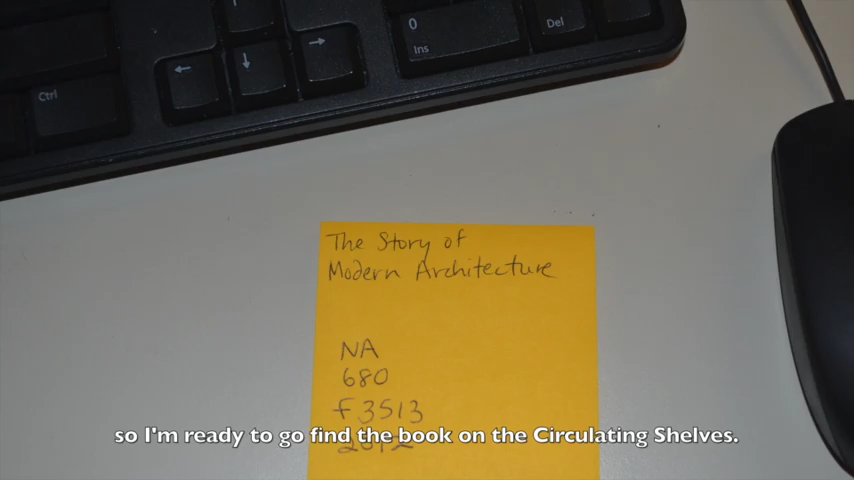 0
Ins
Del
Ctrl
The Story of
Modern Architecture
NA
680
F3513
2012
so I'm ready to go find the book on the Circulating Shelves.